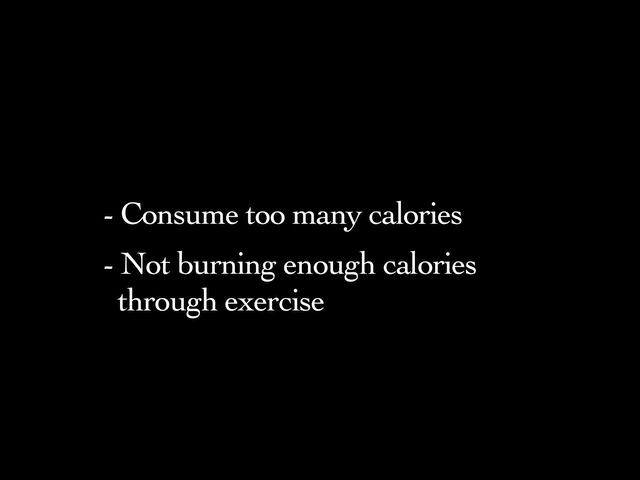 - Consume too many calories
- Not burning enough calories
through exercise